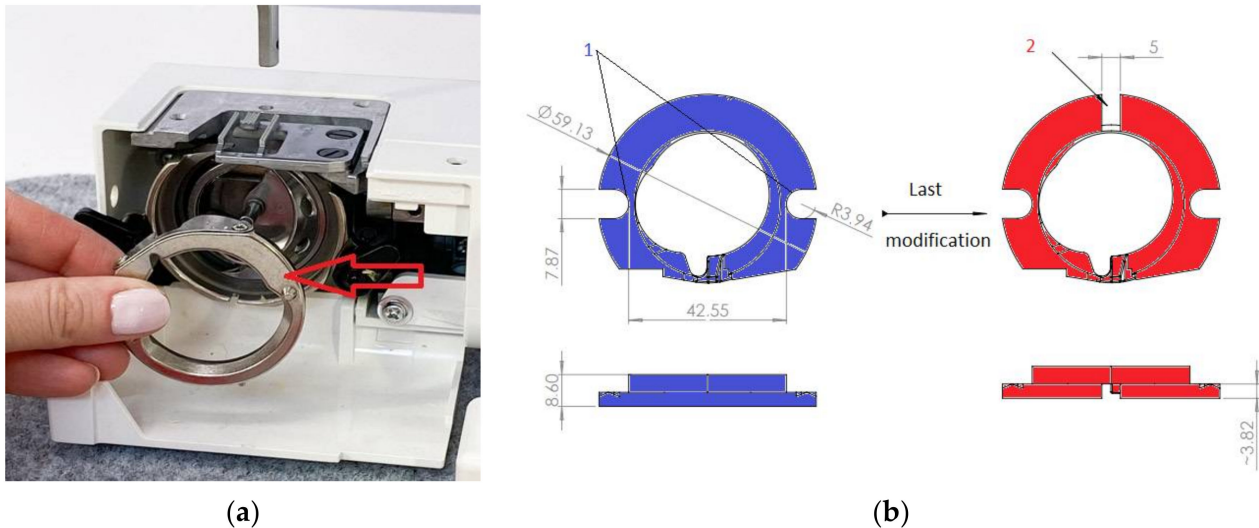 1
2
5
Ø59.13
R3.94
7.87
42.55
Last
modification
8.60
~3.82
(a)
(b)